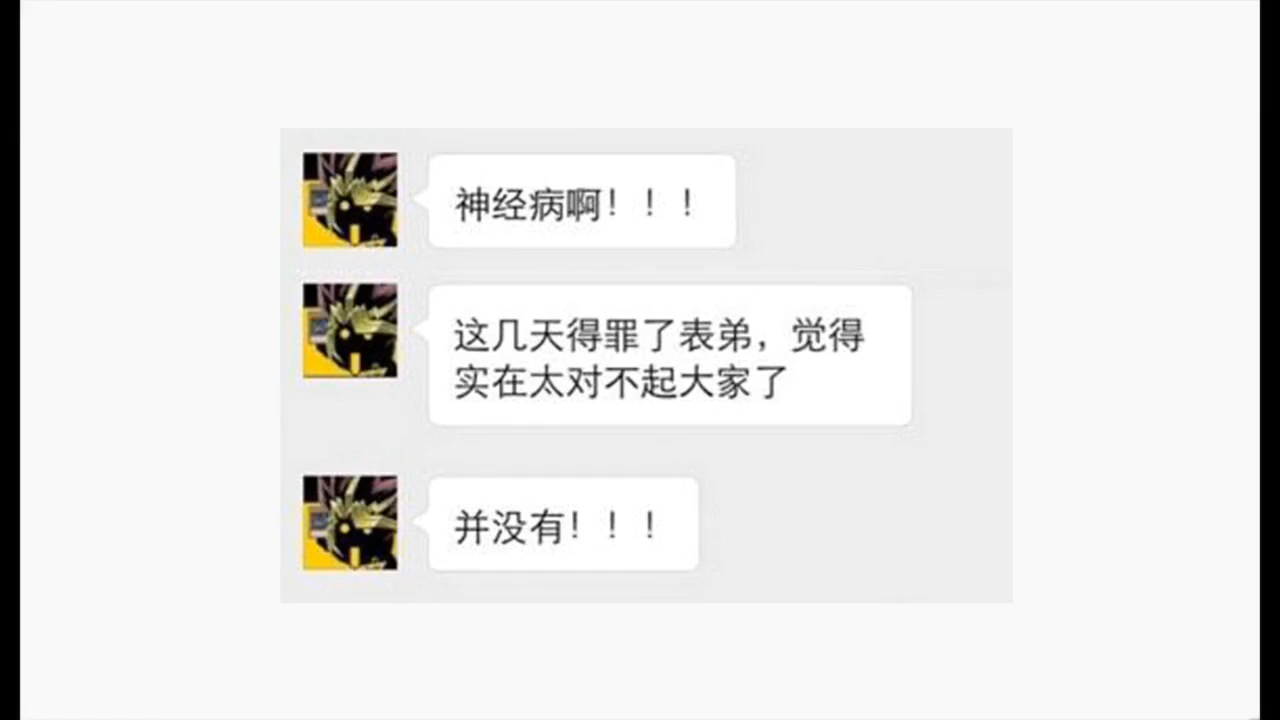 神经病啊！！！
这几天得罪了表弟，觉得
实在太对不起大家了
并没有！！！